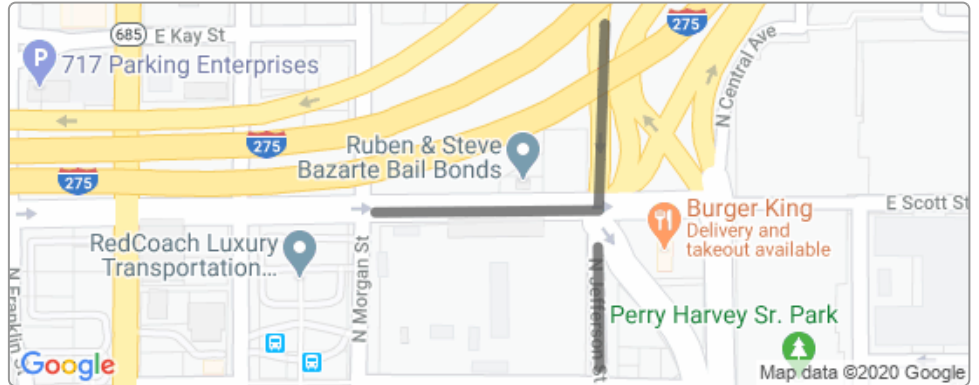 685
E Kay St
275
717 Parking Enterprises
N Central Ave
275
Ruben & Steve
Bazarte Bail Bonds
275
E Scott St
Burger King
Delivery and
takeout available
RedCoach Luxury
Transportation...
N Morgan St
N Jefferson St
N Franklin St
Perry Harvey Sr. Park
Google
Map data ©2020 Google